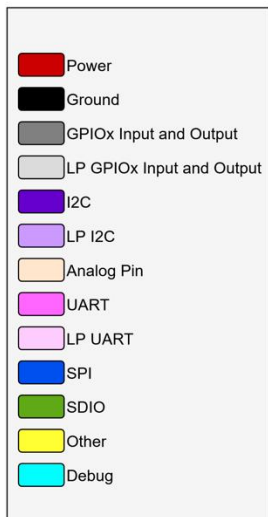 Power
Ground
GPIOx Input and Output
LP GPIOx Input and Output
I2C
LP I2C
Analog Pin
UART
LP UART
SPI
SDIO
Other
Debug